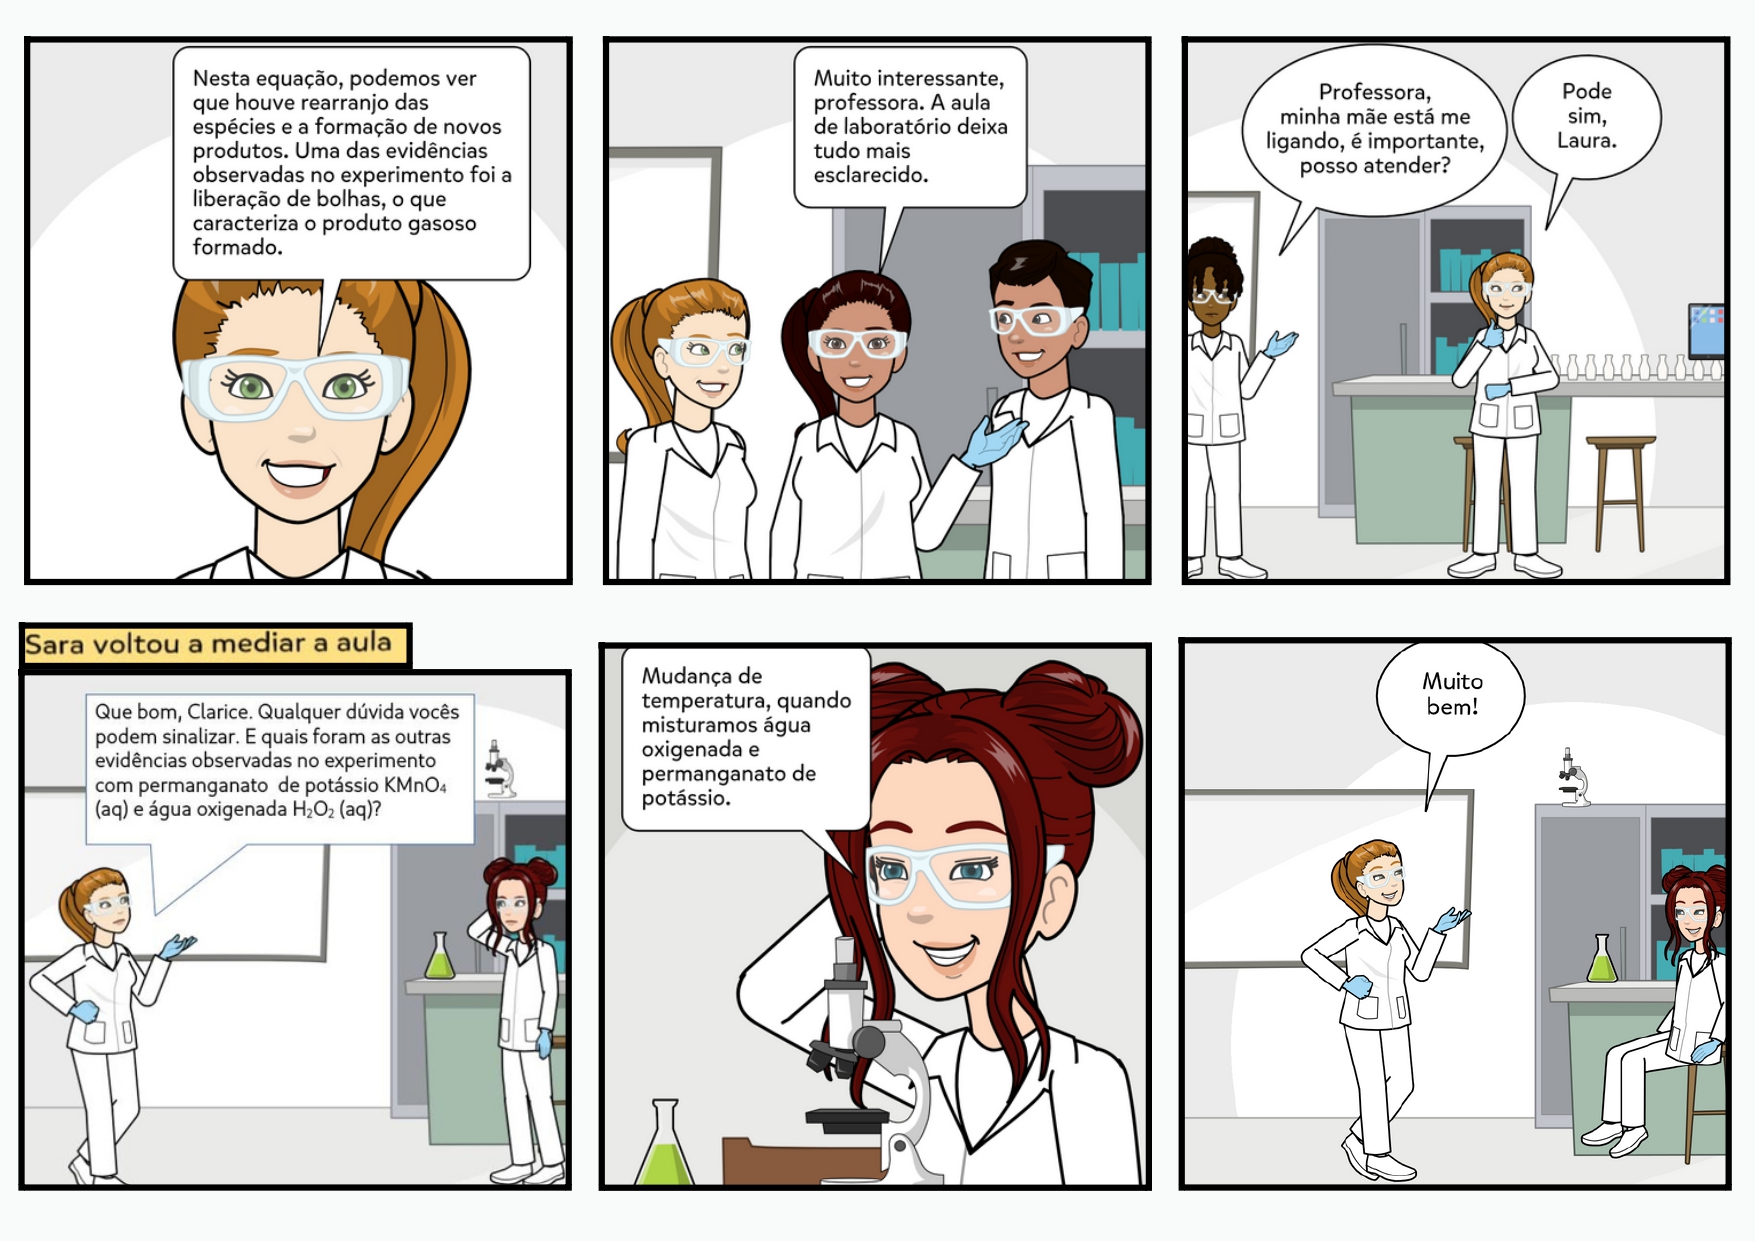 Nesta equação, podemos ver
que houve rearranjo das
espécies e a formação de novos
produtos. Uma das evidências
observadas no experimento foi a
liberação de bolhas, o que
caracteriza o produto gasoso
formado.
Muito interessante,
professora. A aula
de laboratório deixa
tudo mais
esclarecido.
Professora,
minha mãe está me
ligando, é importante,
posso atender?
Pode
sim,
Laura.
Sara voltou a mediar a aula
Que bom, Clarice. Qualquer dúvida vocês
podem sinalizar. E quais foram as outras
evidências observadas no experimento
com permanganato de potássio KMnO₄
(aq) e água oxigenada H₂O₂ (aq)?
Mudança de
temperatura, quando
misturamos água
oxigenada e
permanganato de
potássio.
Muito
bem!